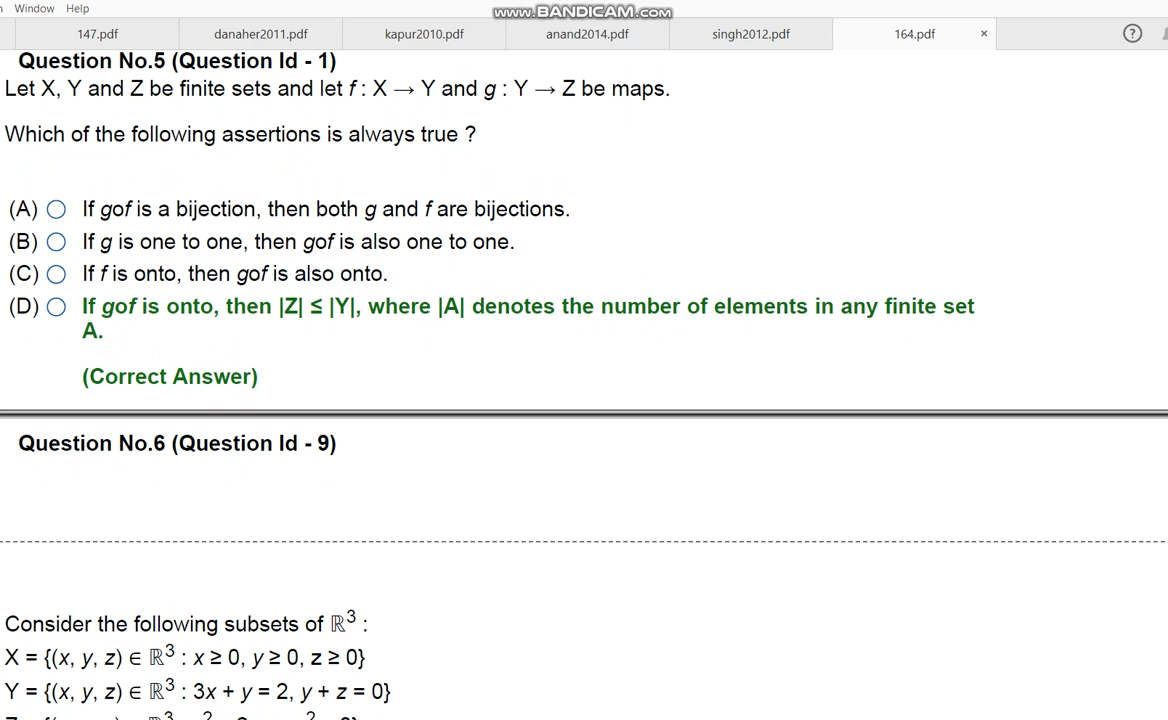 Window Help
www.BANDICAM.com
147.pdf danaher2011.pdf kapur2010.pdf anand2014.pdf singh2012.pdf 164.pdf × ?
Question No.5 (Question Id - 1)
Let X, Y and Z be finite sets and let f : X → Y and g : Y → Z be maps.
Which of the following assertions is always true ?
(A) If gof is a bijection, then both g and f are bijections.
(B) If g is one to one, then gof is also one to one.
(C) If f is onto, then gof is also onto.
(D) If gof is onto, then |Z| ≤ |Y|, where |A| denotes the number of elements in any finite set
A.
(Correct Answer)
Question No.6 (Question Id - 9)
Consider the following subsets of ℝ³ :
X = {(x, y, z) ∈ ℝ³ : x ≥ 0, y ≥ 0, z ≥ 0}
Y = {(x, y, z) ∈ ℝ³ : 3x + y = 2, y + z = 0}